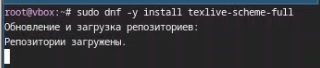 root@vbox:~# sudo dnf -y install texlive-scheme-full
Обновление и загрузка репозиториев:
Репозитории загружены.